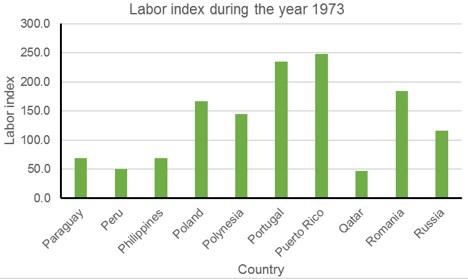 Labor index during the year 1973
300.0
250.0
200.0
150.0
100.0
50.0
0.0
Labor index
Paraguay
Peru
Philippines
Poland
Polynesia
Portugal
Puerto Rico
Qatar
Romania
Russia
Country